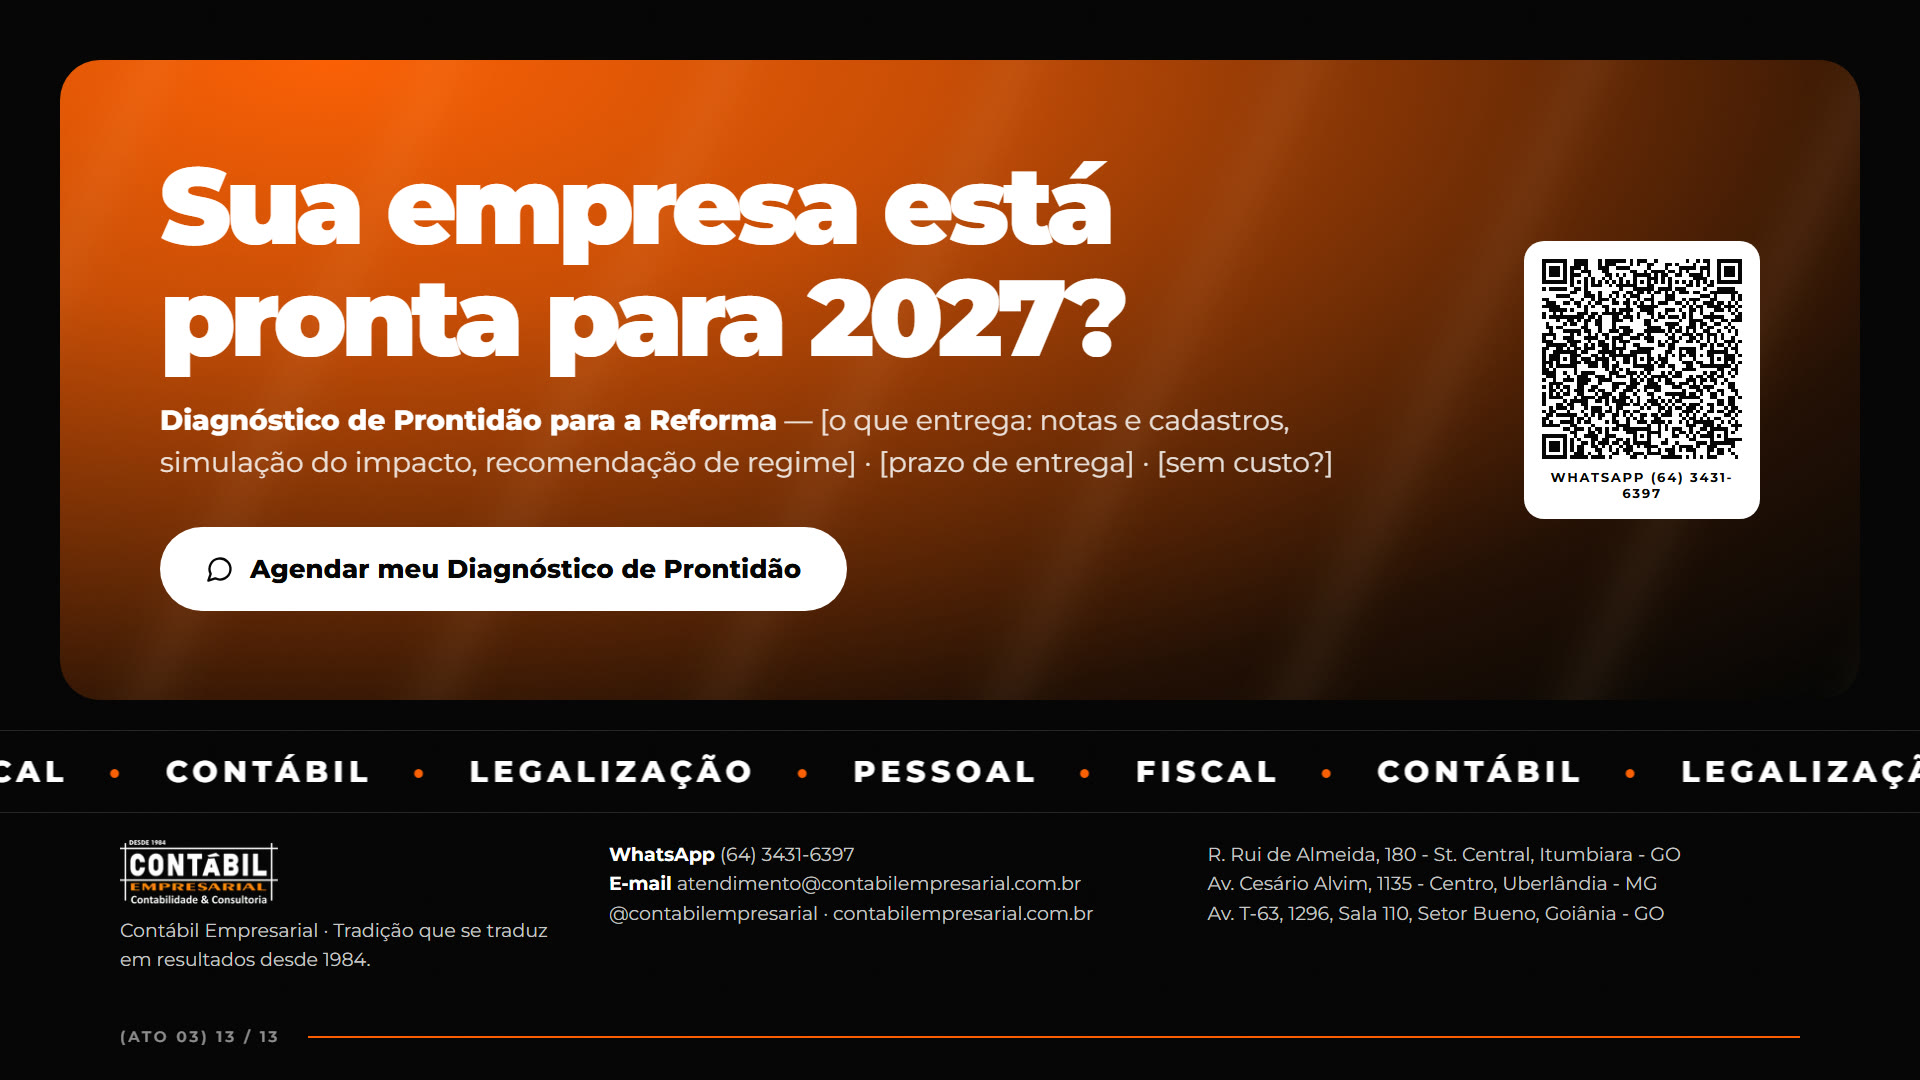 Sua empresa está
pronta para 2027?
Diagnóstico de Prontidão para a Reforma — [o que entrega: notas e cadastros,
simulação do impacto, recomendação de regime] · [prazo de entrega] · [sem custo?]
Agendar meu Diagnóstico de Prontidão
WHATSAPP (64) 3431-
6397
CAL • CONTÁBIL • LEGALIZAÇÃO • PESSOAL • FISCAL • CONTÁBIL • LEGALIZAÇÃ
DESDE 1984
CONTÁBIL
EMPRESARIAL
Contabilidade & Consultoria
Contábil Empresarial · Tradição que se traduz
em resultados desde 1984.
WhatsApp (64) 3431-6397
E-mail atendimento@contabilempresarial.com.br
@contabilempresarial · contabilempresarial.com.br
R. Rui de Almeida, 180 - St. Central, Itumbiara - GO
Av. Cesário Alvim, 1135 - Centro, Uberlândia - MG
Av. T-63, 1296, Sala 110, Setor Bueno, Goiânia - GO
(ATO 03) 13 / 13